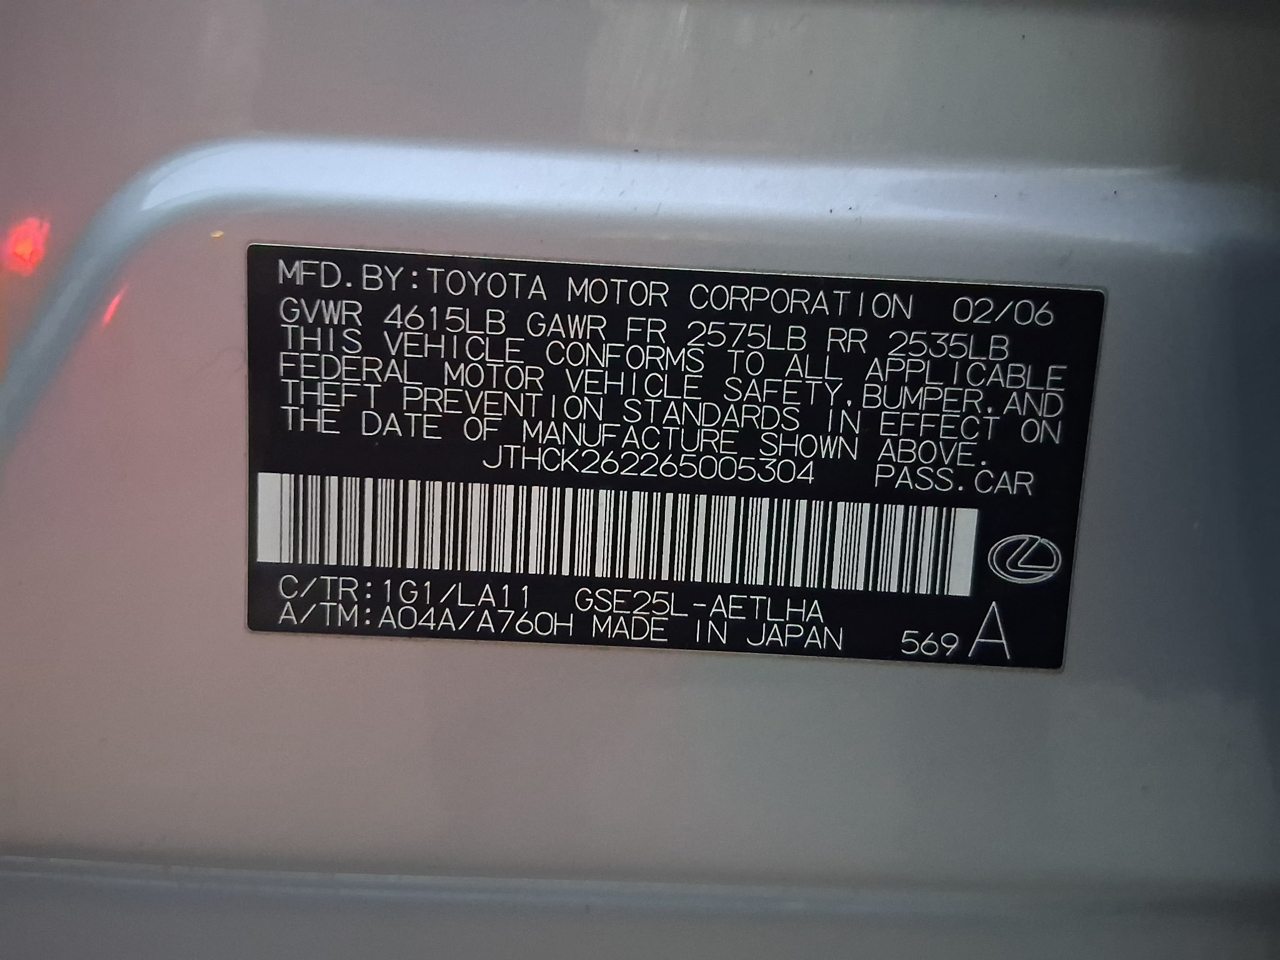 MFD.BY:TOYOTA MOTOR CORPORATION 02/06
GVWR 4615LB GAWR FR 2575LB RR 2535LB
THIS VEHICLE CONFORMS TO ALL APPLICABLE
FEDERAL MOTOR VEHICLE SAFETY,BUMPER,AND
THEFT PREVENTION STANDARDS IN EFFECT ON
THE DATE OF MANUFACTURE SHOWN ABOVE.
JTHCK262265005304 PASS.CAR
C/TR:1G1/LA11 GSE25L-AETLHA
A/TM:A04A/A760H MADE IN JAPAN 569 A